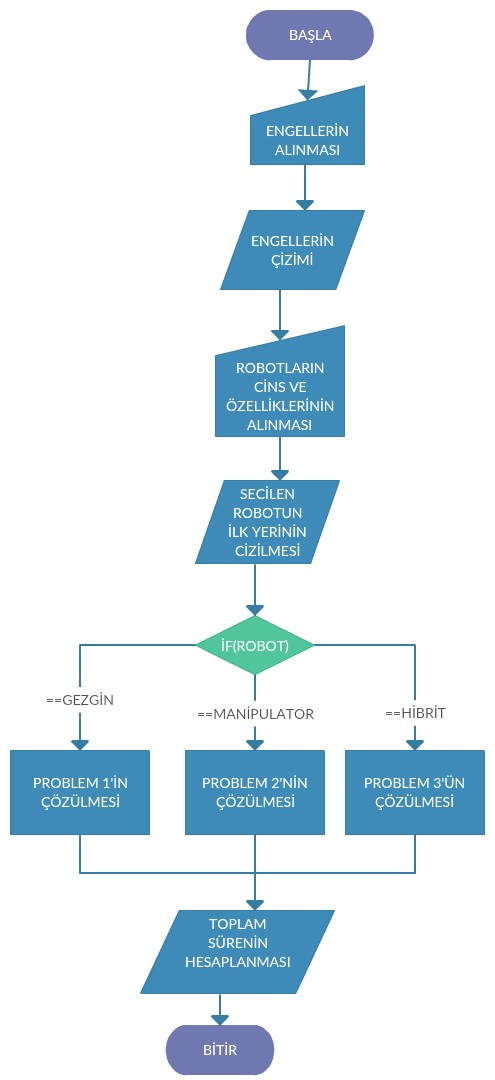 BAŞLA
ENGELLERİN
ALINMASI
ENGELLERİN
ÇİZİMİ
ROBOTLARIN
CİNS VE
ÖZELLİKLERİNİN
ALINMASI
SECİLEN
ROBOTUN
İLK YERİNİN
CİZİLMESİ
İF(ROBOT)
==GEZGİN
==MANİPULATOR
==HİBRİT
PROBLEM 1'İN
ÇÖZÜLMESİ
PROBLEM 2'NİN
ÇÖZÜLMESİ
PROBLEM 3'ÜN
ÇÖZÜLMESİ
TOPLAM
SÜRENİN
HESAPLANMASI
BİTİR